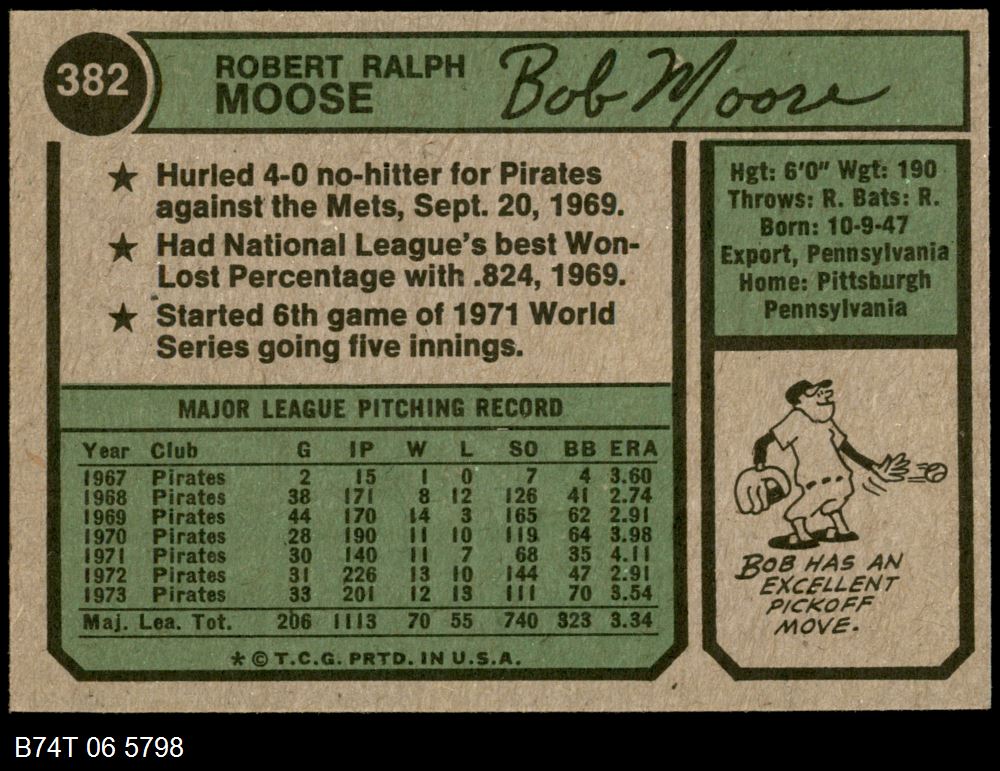 382
ROBERT RALPH
MOOSE
Bob Moose
★ Hurled 4-0 no-hitter for Pirates
against the Mets, Sept. 20, 1969.
★ Had National League's best Won-
Lost Percentage with .824, 1969.
★ Started 6th game of 1971 World
Series going five innings.
Hgt: 6'0" Wgt: 190
Throws: R. Bats: R.
Born: 10-9-47
Export, Pennsylvania
Home: Pittsburgh
Pennsylvania
MAJOR LEAGUE PITCHING RECORD
Year Club G IP W L SO BB ERA
1967 Pirates 2 15 1 0 7 4 3.60
1968 Pirates 38 171 8 12 126 41 2.74
1969 Pirates 44 170 14 3 165 62 2.91
1970 Pirates 28 190 11 10 119 64 3.98
1971 Pirates 30 140 11 7 68 35 4.11
1972 Pirates 31 226 13 10 144 47 2.91
1973 Pirates 33 201 12 13 111 70 3.54
Maj. Lea. Tot. 206 1113 70 55 740 323 3.34
* © T.C.G. PRTD. IN U.S.A.
BOB HAS AN
EXCELLENT
PICKOFF
MOVE.
B74T 06 5798